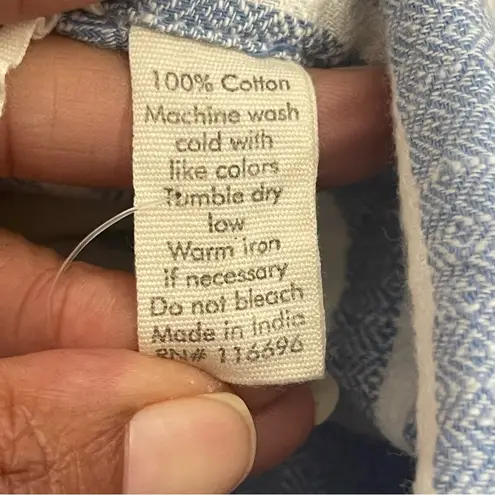 100% Cotton
Machine wash
cold with
like colors
Tumble dry
low
Warm iron
if necessary
Do not bleach
Made in India
RN# 116696